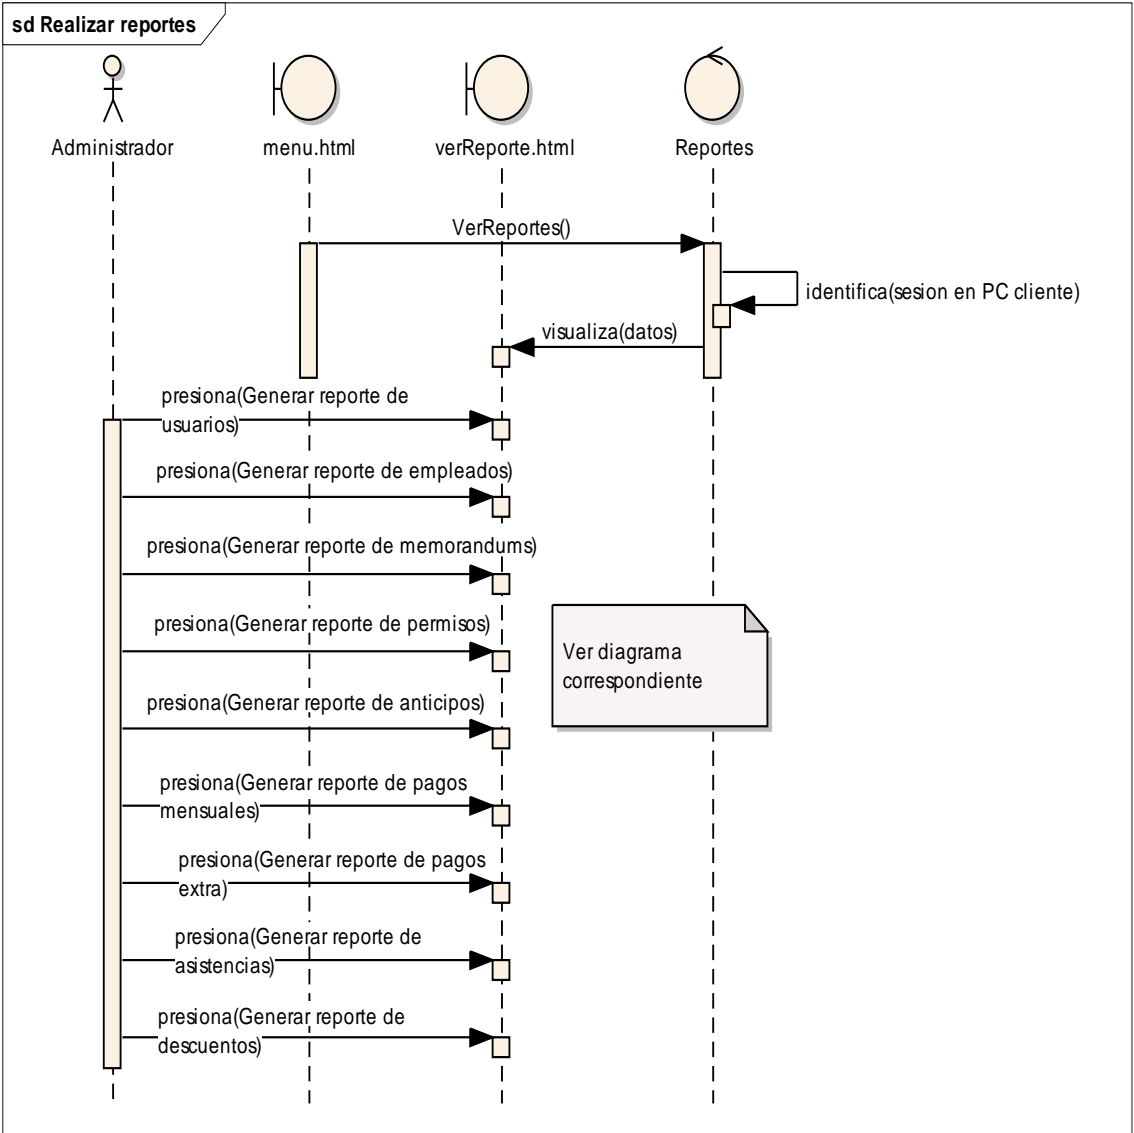 sd Realizar reportes
Administrador
menu.html
verReporte.html
Reportes
VerReportes()
identifica(sesion en PC cliente)
visualiza(datos)
presiona(Generar reporte de
usuarios)
presiona(Generar reporte de empleados)
presiona(Generar reporte de memorandums)
presiona(Generar reporte de permisos)
Ver diagrama
correspondiente
presiona(Generar reporte de anticipos)
presiona(Generar reporte de pagos
mensuales)
presiona(Generar reporte de pagos
extra)
presiona(Generar reporte de
asistencias)
presiona(Generar reporte de
descuentos)